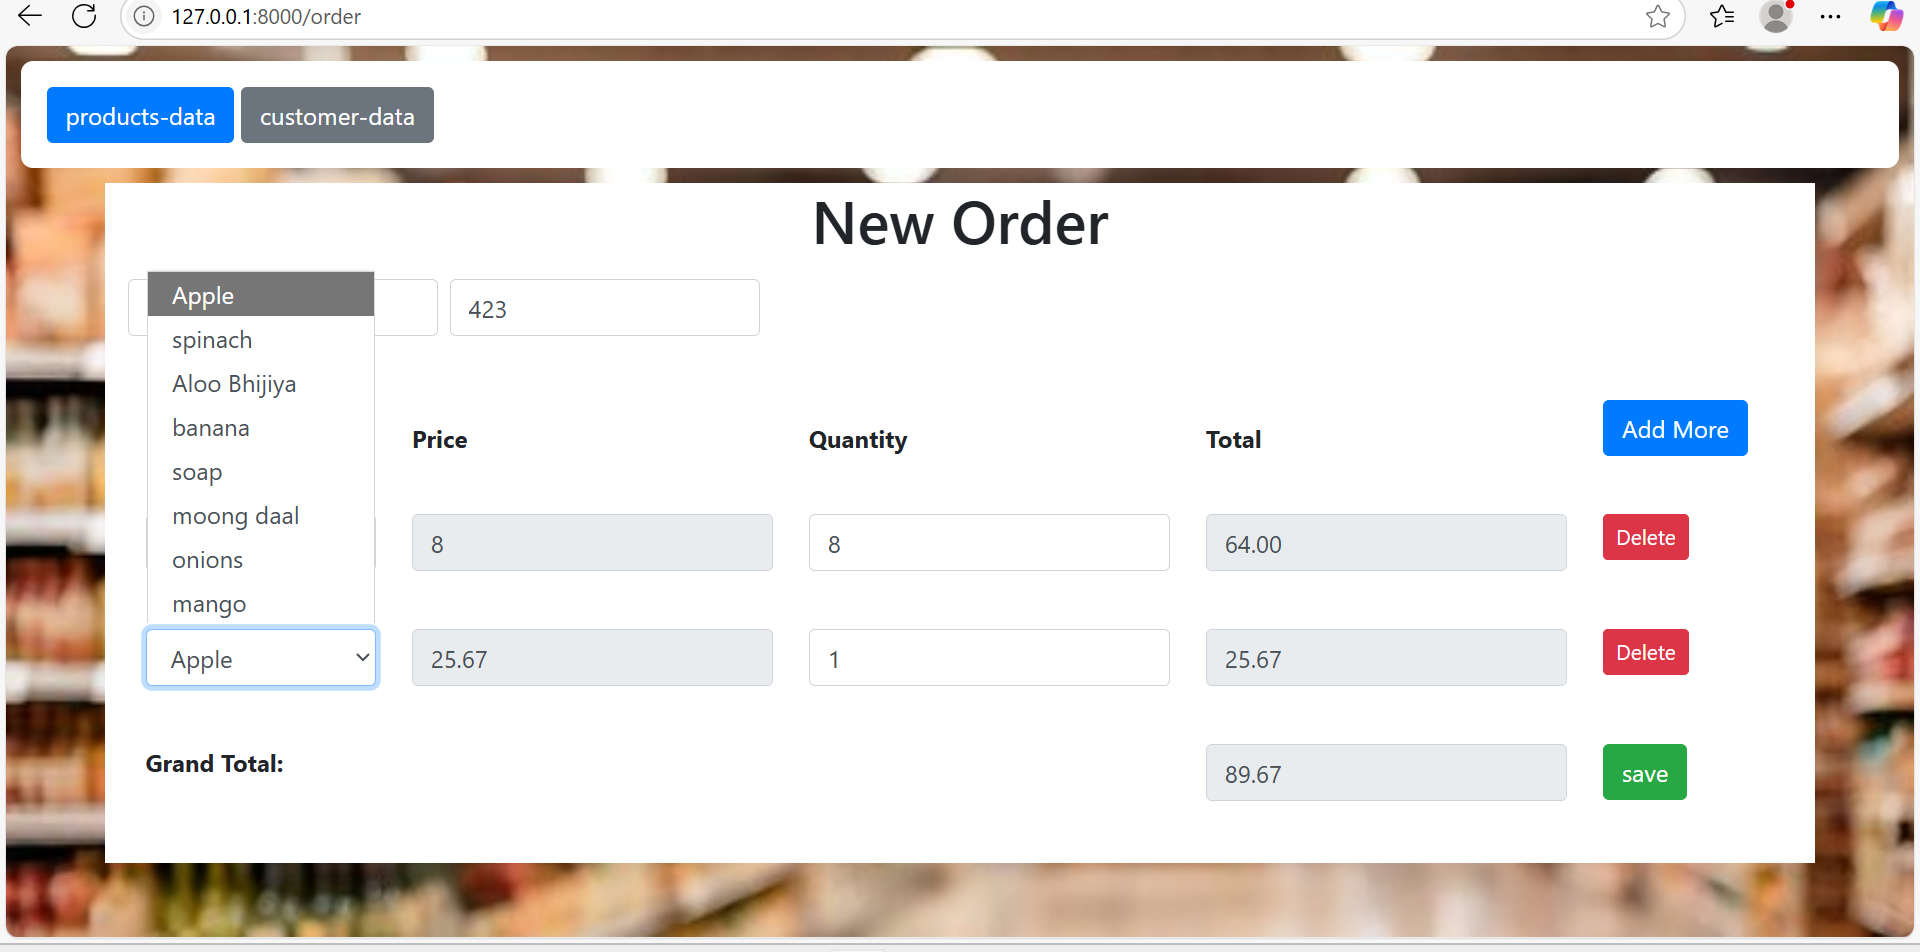 127.0.0.1:8000/order
products-data customer-data
New Order
423
Apple
spinach
Aloo Bhijiya
banana
soap
moong daal
onions
mango
Price Quantity Total Add More
8 8 64.00 Delete
Apple 25.67 1 25.67 Delete
Grand Total: 89.67 save